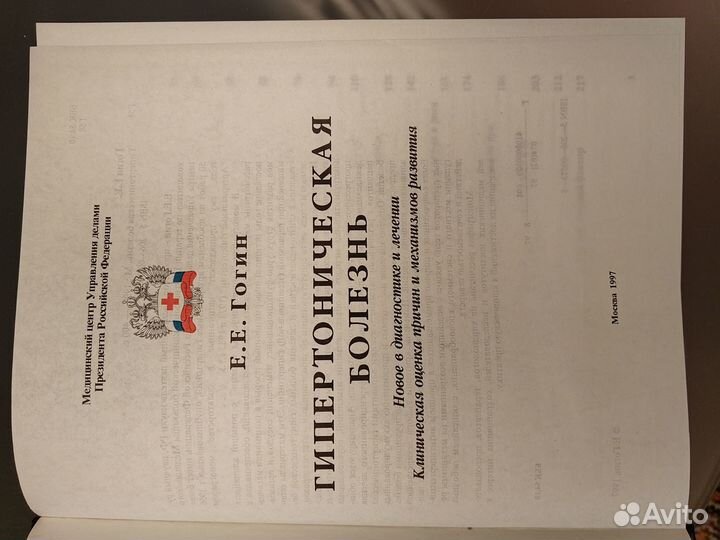 Медицинский центр Управления делами
Президента Российской Федерации
Е.Е. Гогин
ГИПЕРТОНИЧЕСКАЯ
БОЛЕЗНЬ
Новое в диагностике и лечении
Клиническая оценка причин и механизмов развития
Москва 1997
Avito